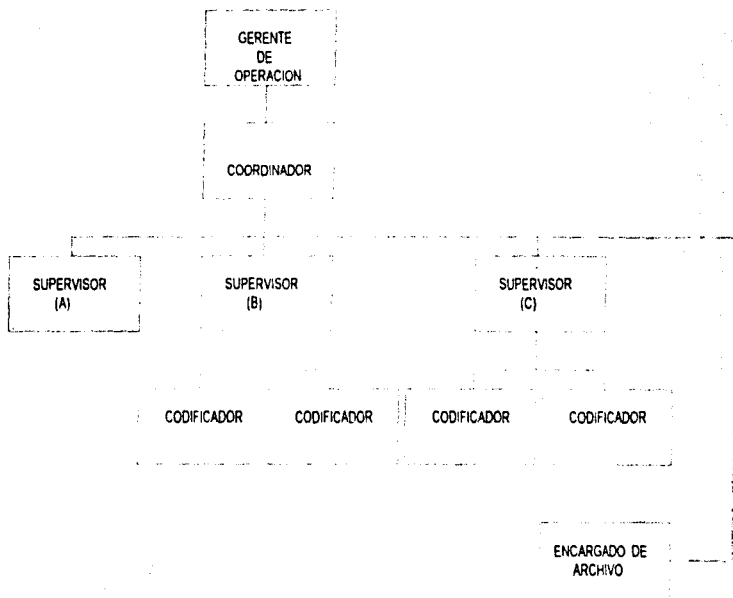 GERENTE
DE
OPERACION
COORDINADOR
SUPERVISOR
(A)
SUPERVISOR
(B)
SUPERVISOR
(C)
CODIFICADOR
CODIFICADOR
CODIFICADOR
CODIFICADOR
ENCARGADO DE
ARCHIVO